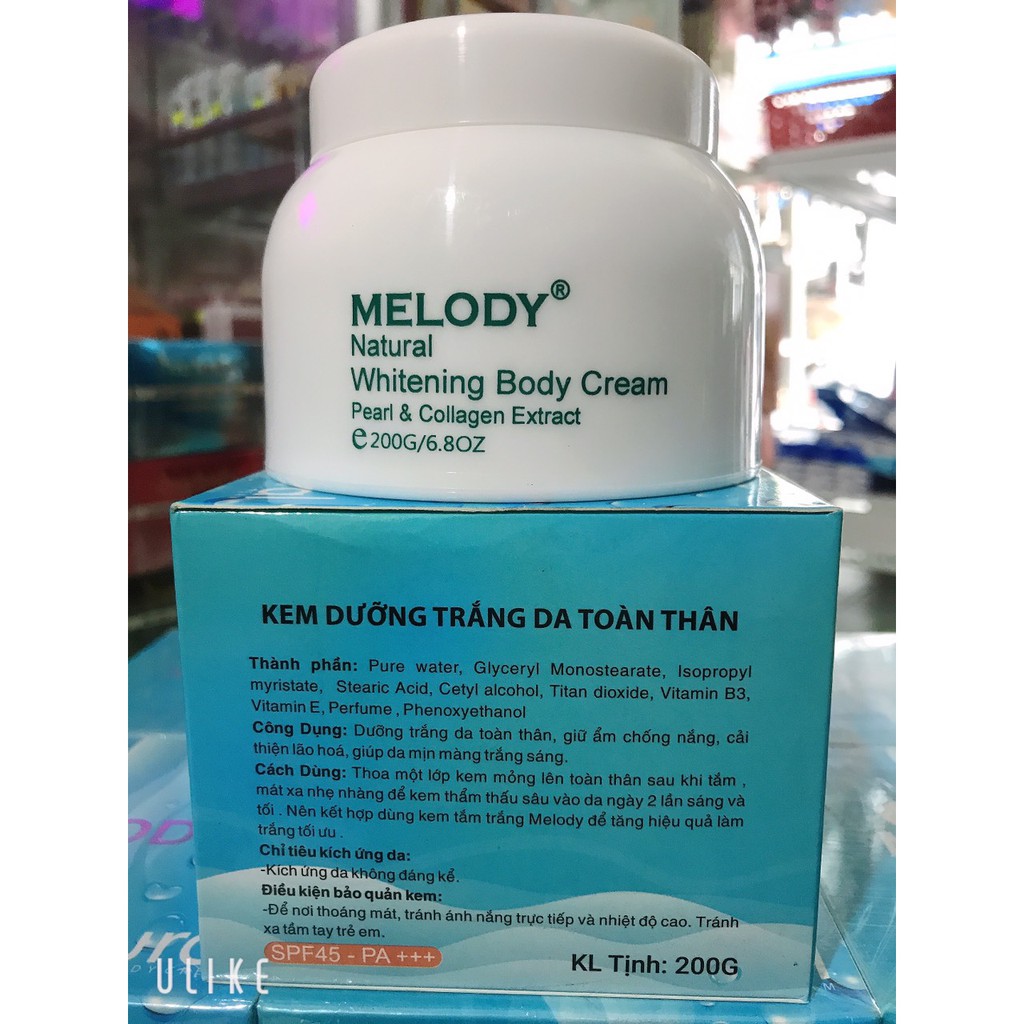 MELODY®
Natural
Whitening Body Cream
Pearl & Collagen Extract
e 200G/6.8OZ
KEM DƯỠNG TRẮNG DA TOÀN THÂN
Thành phần: Pure water, Glyceryl Monostearate, Isopropyl
myristate, Stearic Acid, Cetyl alcohol, Titan dioxide, Vitamin B3,
Vitamin E, Perfume , Phenoxyethanol
Công Dụng: Dưỡng trắng da toàn thân, giữ ẩm chống nắng, cải
thiện lão hoá, giúp da mịn màng trắng sáng.
Cách Dùng: Thoa một lớp kem mỏng lên toàn thân sau khi tắm ,
mát xa nhẹ nhàng để kem thẩm thấu sâu vào da ngày 2 lần sáng và
tối . Nên kết hợp dùng kem tắm trắng Melody để tăng hiệu quả làm
trắng tối ưu .
Chỉ tiêu kích ứng da:
-Kích ứng da không đáng kể.
Điều kiện bảo quản kem:
-Để nơi thoáng mát, tránh ánh nắng trực tiếp và nhiệt độ cao. Tránh
xa tầm tay trẻ em.
SPF45 - PA +++
KL Tịnh: 200G
ULIKE